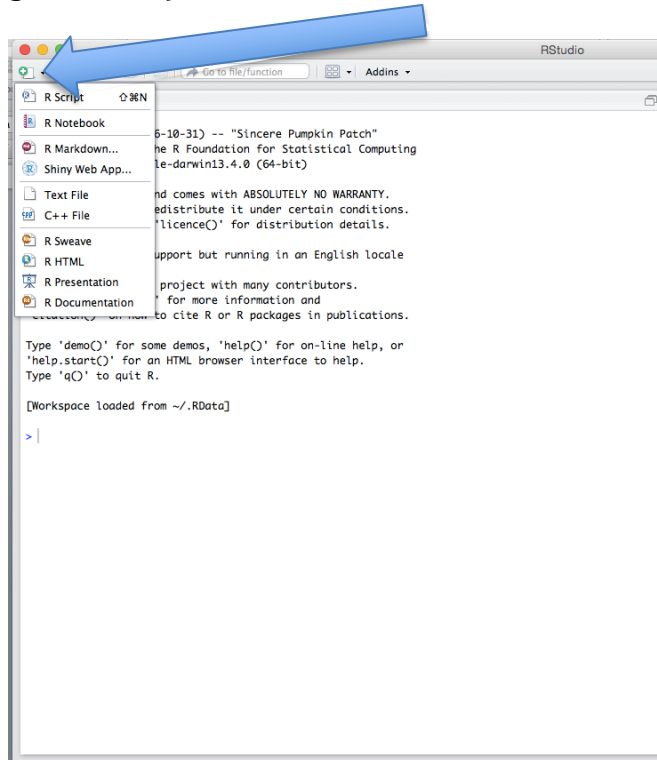 RStudio
Go to file/function
Addins
R Script ⇧⌘N
R Notebook
R Markdown...
Shiny Web App...
Text File
C++ File
R Sweave
R HTML
R Presentation
R Documentation
6-10-31) -- "Sincere Pumpkin Patch"
he R Foundation for Statistical Computing
le-darwin13.4.0 (64-bit)
nd comes with ABSOLUTELY NO WARRANTY.
edistribute it under certain conditions.
'licence()' for distribution details.
upport but running in an English locale
project with many contributors.
' for more information and
'citation()' on how to cite R or R packages in publications.
Type 'demo()' for some demos, 'help()' for on-line help, or
'help.start()' for an HTML browser interface to help.
Type 'q()' to quit R.
[Workspace loaded from ~/.RData]
>